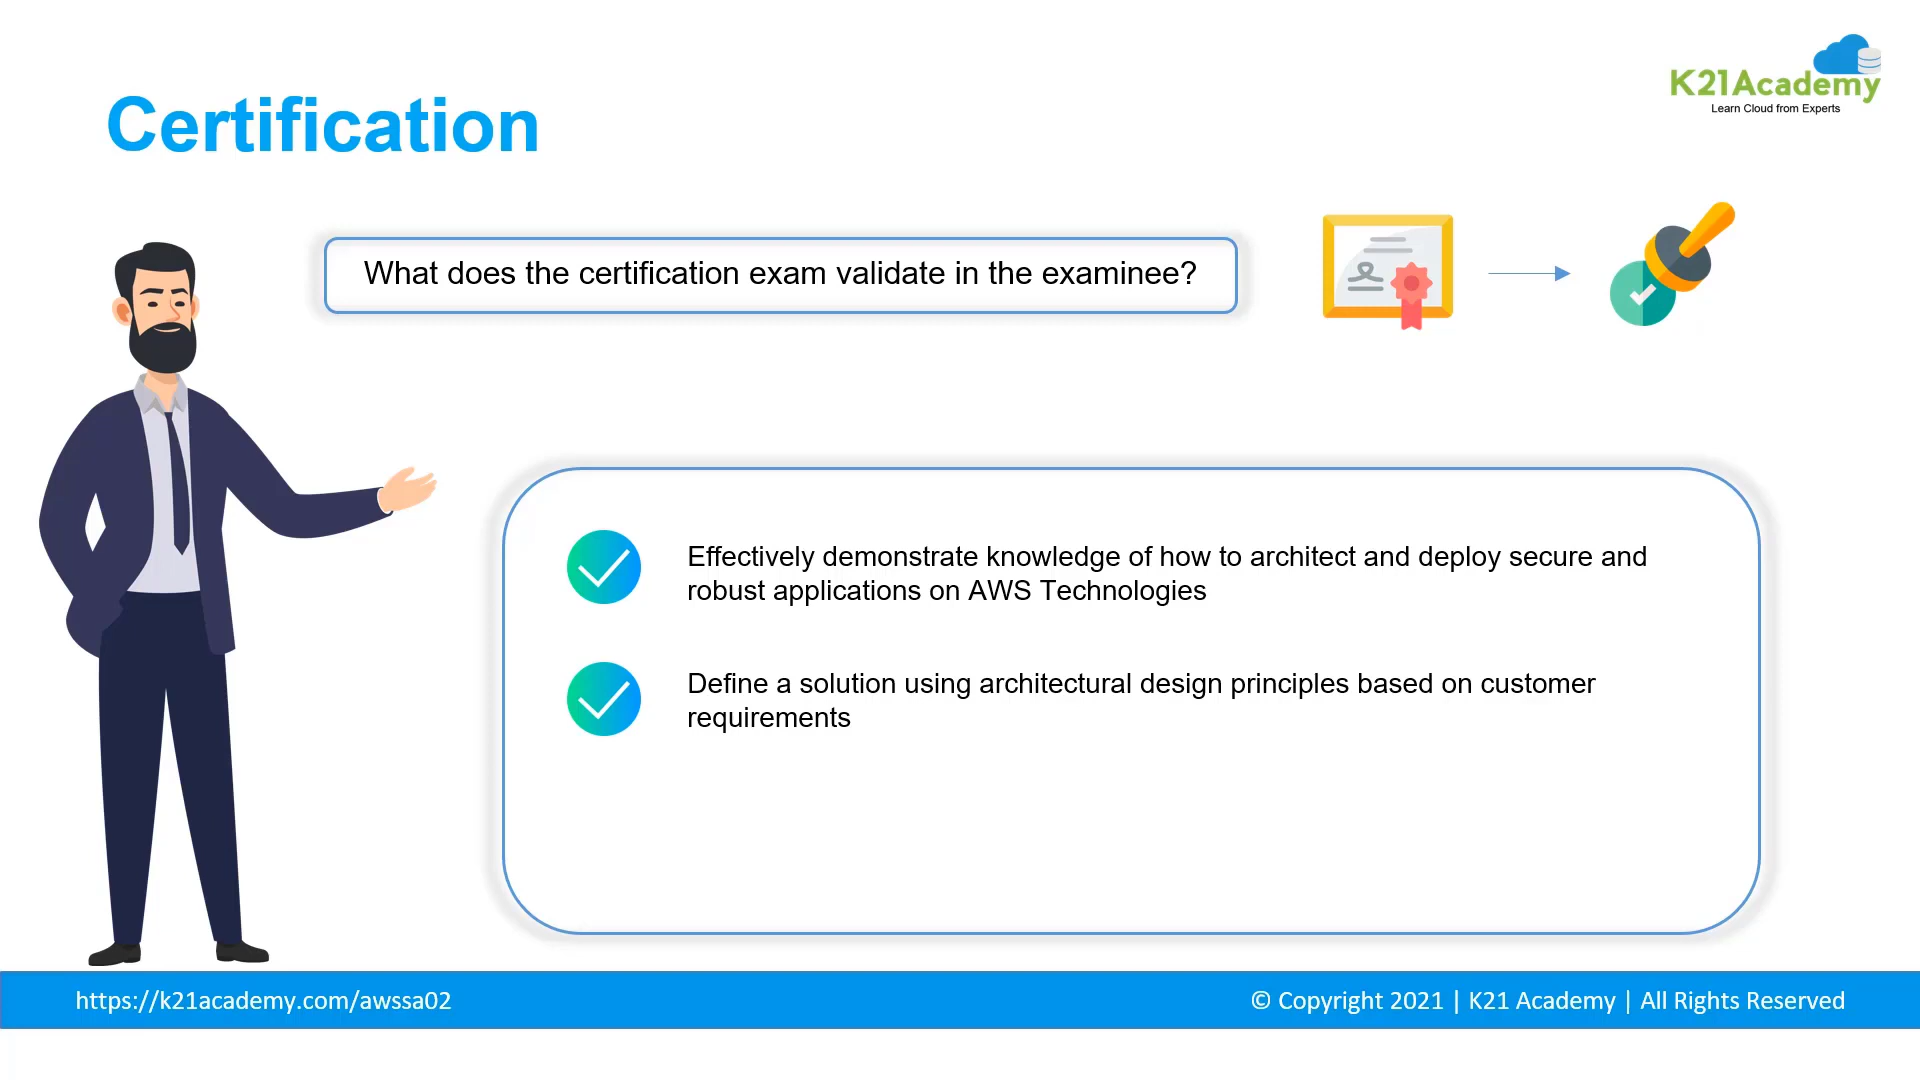 K21Academy
Learn Cloud from Experts
Certification
What does the certification exam validate in the examinee?
Effectively demonstrate knowledge of how to architect and deploy secure and
robust applications on AWS Technologies
Define a solution using architectural design principles based on customer
requirements
https://k21academy.com/awssa02
© Copyright 2021 | K21 Academy | All Rights Reserved